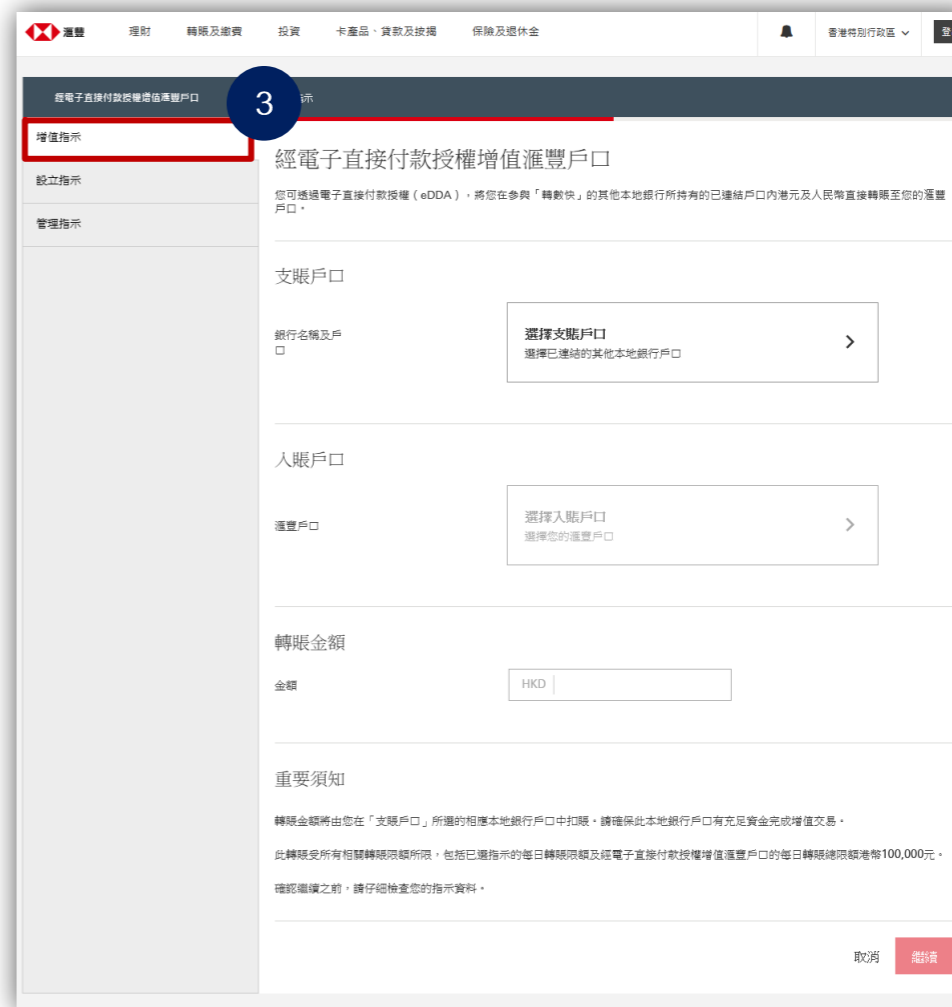 滙豐 理財 轉賬及繳費 投資 卡產品、貸款及按揭 保險及退休金 香港特別行政區 登
經電子直接付款授權增值滙豐戶口 3 指示
增值指示
設立指示
管理指示
經電子直接付款授權增值滙豐戶口
您可透過電子直接付款授權(eDDA),將您在參與「轉數快」的其他本地銀行所持有的已連結戶口內港元及人民幣直接轉賬至您的滙豐
戶口。
支賬戶口
銀行名稱及戶
口
選擇支賬戶口
選擇已連結的其他本地銀行戶口
入賬戶口
滙豐戶口
選擇入賬戶口
選擇您的滙豐戶口
轉賬金額
金額
HKD
重要須知
轉賬金額將由您在「支賬戶口」所選的相應本地銀行戶口中扣賬。請確保此本地銀行戶口有充足資金完成增值交易。
此轉賬受所有相關轉賬限額所限,包括已選指示的每日轉賬限額及經電子直接付款授權增值滙豐戶口的每日轉賬總限額港幣100,000元。
確認繼續之前,請仔細檢查您的指示資料。
取消 繼續